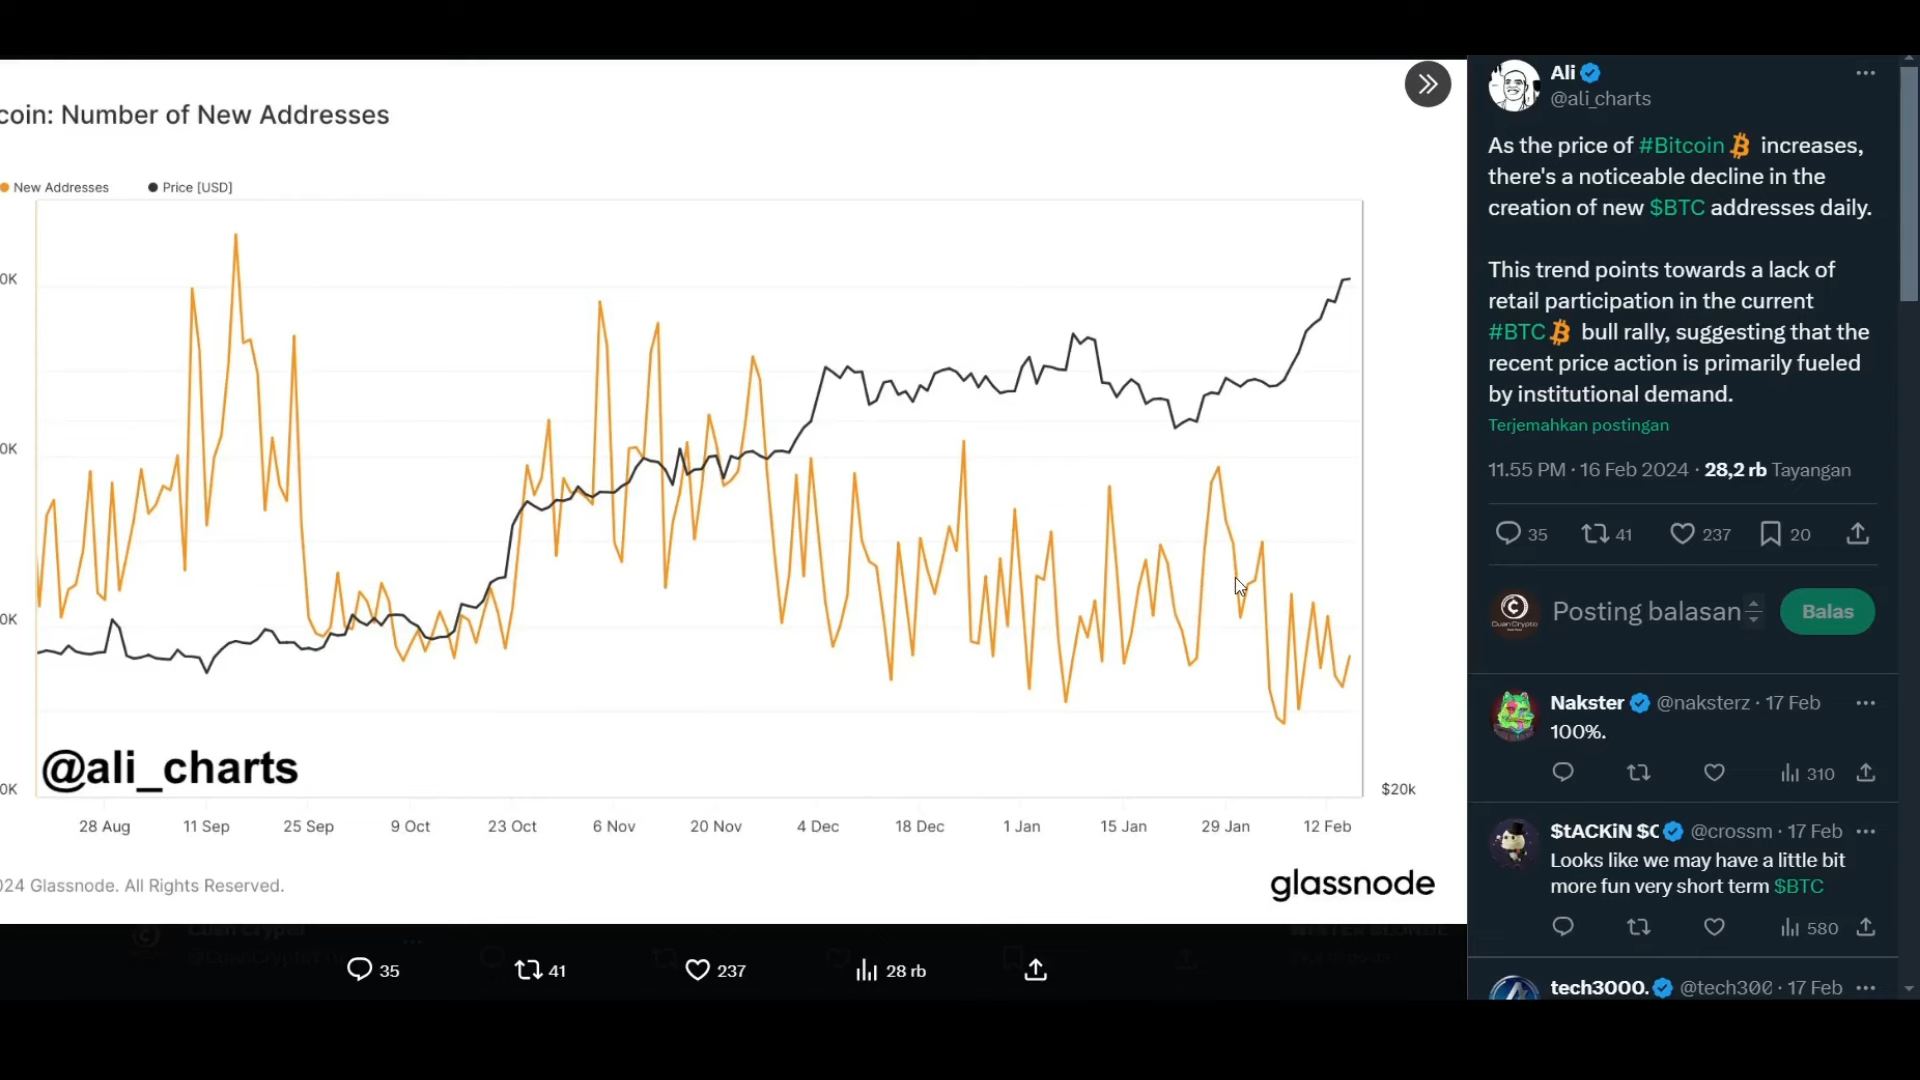 coin: Number of New Addresses
New Addresses
Price [USD]
0K
0K
0K
0K
$20k
@ali_charts
28 Aug
11 Sep
25 Sep
9 Oct
23 Oct
6 Nov
20 Nov
4 Dec
18 Dec
1 Jan
15 Jan
29 Jan
12 Feb
024 Glassnode. All Rights Reserved.
glassnode
35
41
237
28 rb
Ali
@ali_charts
As the price of #Bitcoin increases,
there's a noticeable decline in the
creation of new $BTC addresses daily.
This trend points towards a lack of
retail participation in the current
#BTC bull rally, suggesting that the
recent price action is primarily fueled
by institutional demand.
Terjemahkan postingan
11.55 PM · 16 Feb 2024 · 28,2 rb Tayangan
35
41
237
20
CuanCrypto
Posting balasan
Balas
Nakster @naksterz · 17 Feb
100%.
310
$tACKiN $C @crossm · 17 Feb
Looks like we may have a little bit
more fun very short term $BTC
580
tech3000. @tech300 · 17 Feb